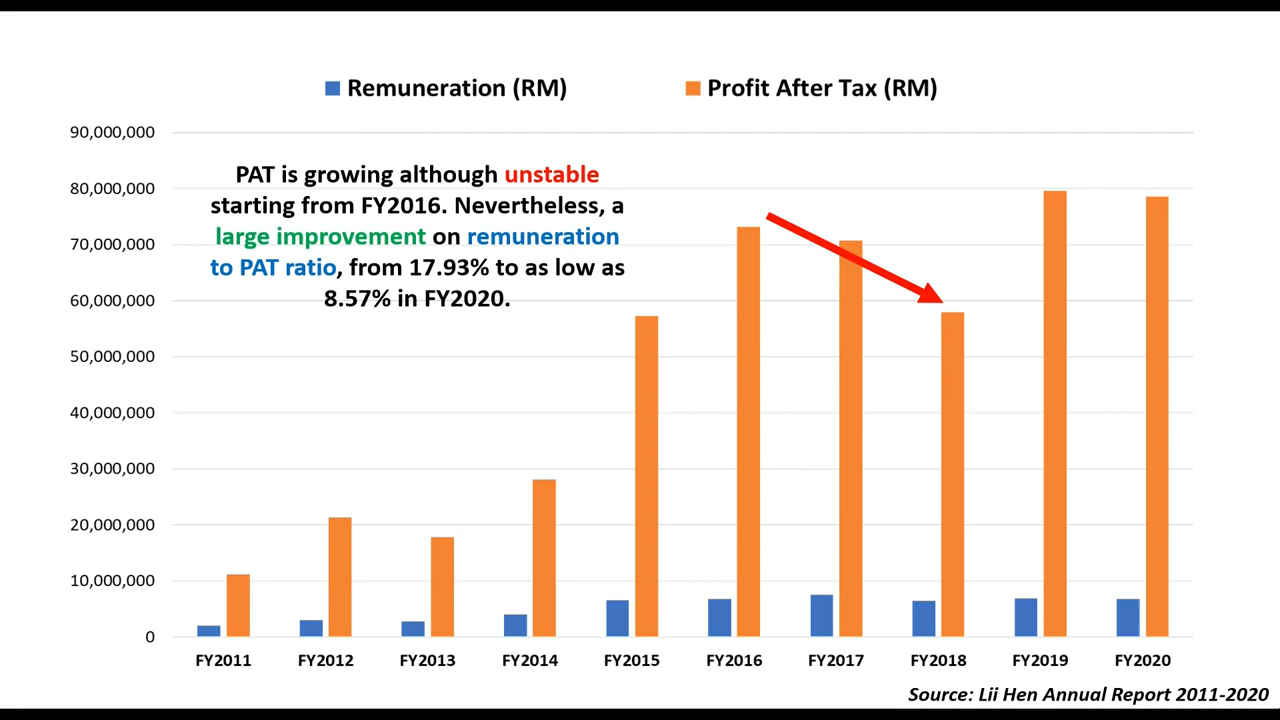 Remuneration (RM) Profit After Tax (RM)
90,000,000
80,000,000
70,000,000
60,000,000
50,000,000
40,000,000
30,000,000
20,000,000
10,000,000
0
PAT is growing although unstable
starting from FY2016. Nevertheless, a
large improvement on remuneration
to PAT ratio, from 17.93% to as low as
8.57% in FY2020.
FY2011 FY2012 FY2013 FY2014 FY2015 FY2016 FY2017 FY2018 FY2019 FY2020
Source: Lii Hen Annual Report 2011-2020